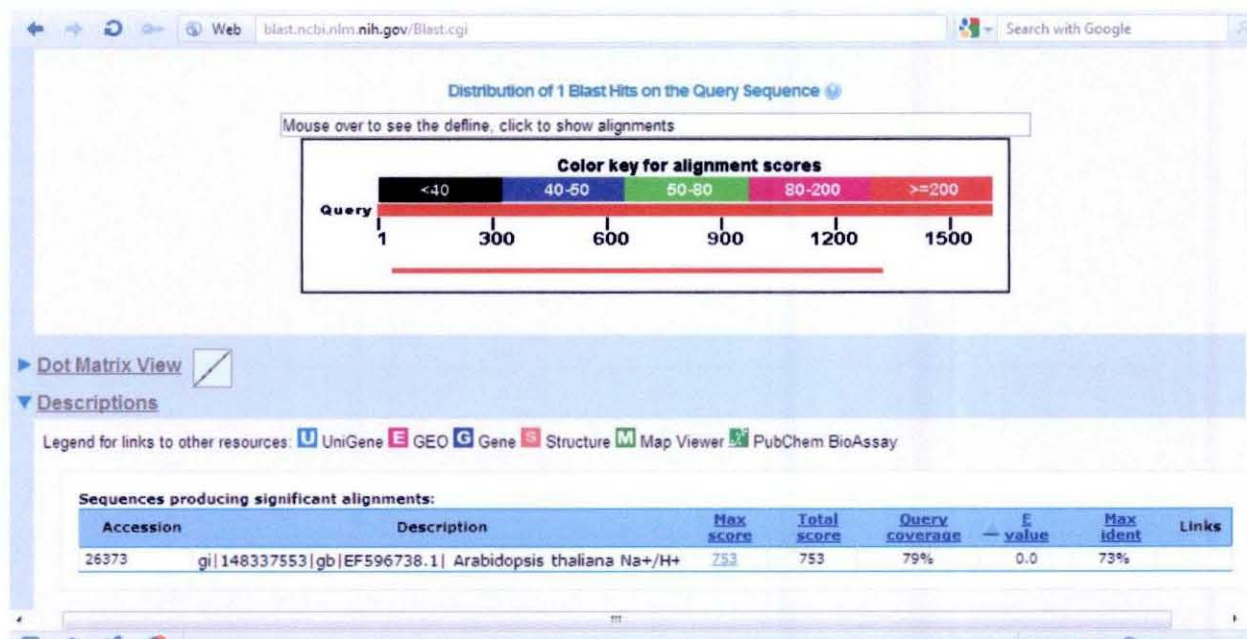 Web blast.ncbi.nlm.nih.gov/Blast.cgi Search with Google
Distribution of 1 Blast Hits on the Query Sequence
Mouse over to see the defline, click to show alignments
Color key for alignment scores
<40 40-50 50-80 80-200 >=200
Query
1 300 600 900 1200 1500
Dot Matrix View
Descriptions
Legend for links to other resources: U UniGene E GEO G Gene S Structure M Map Viewer PubChem BioAssay
Sequences producing significant alignments:
Accession Description Max score Total score Query coverage E value Max ident Links
26373 gi|148337553|gb|EF596738.1| Arabidopsis thaliana Na+/H+ 753 753 79% 0.0 73%